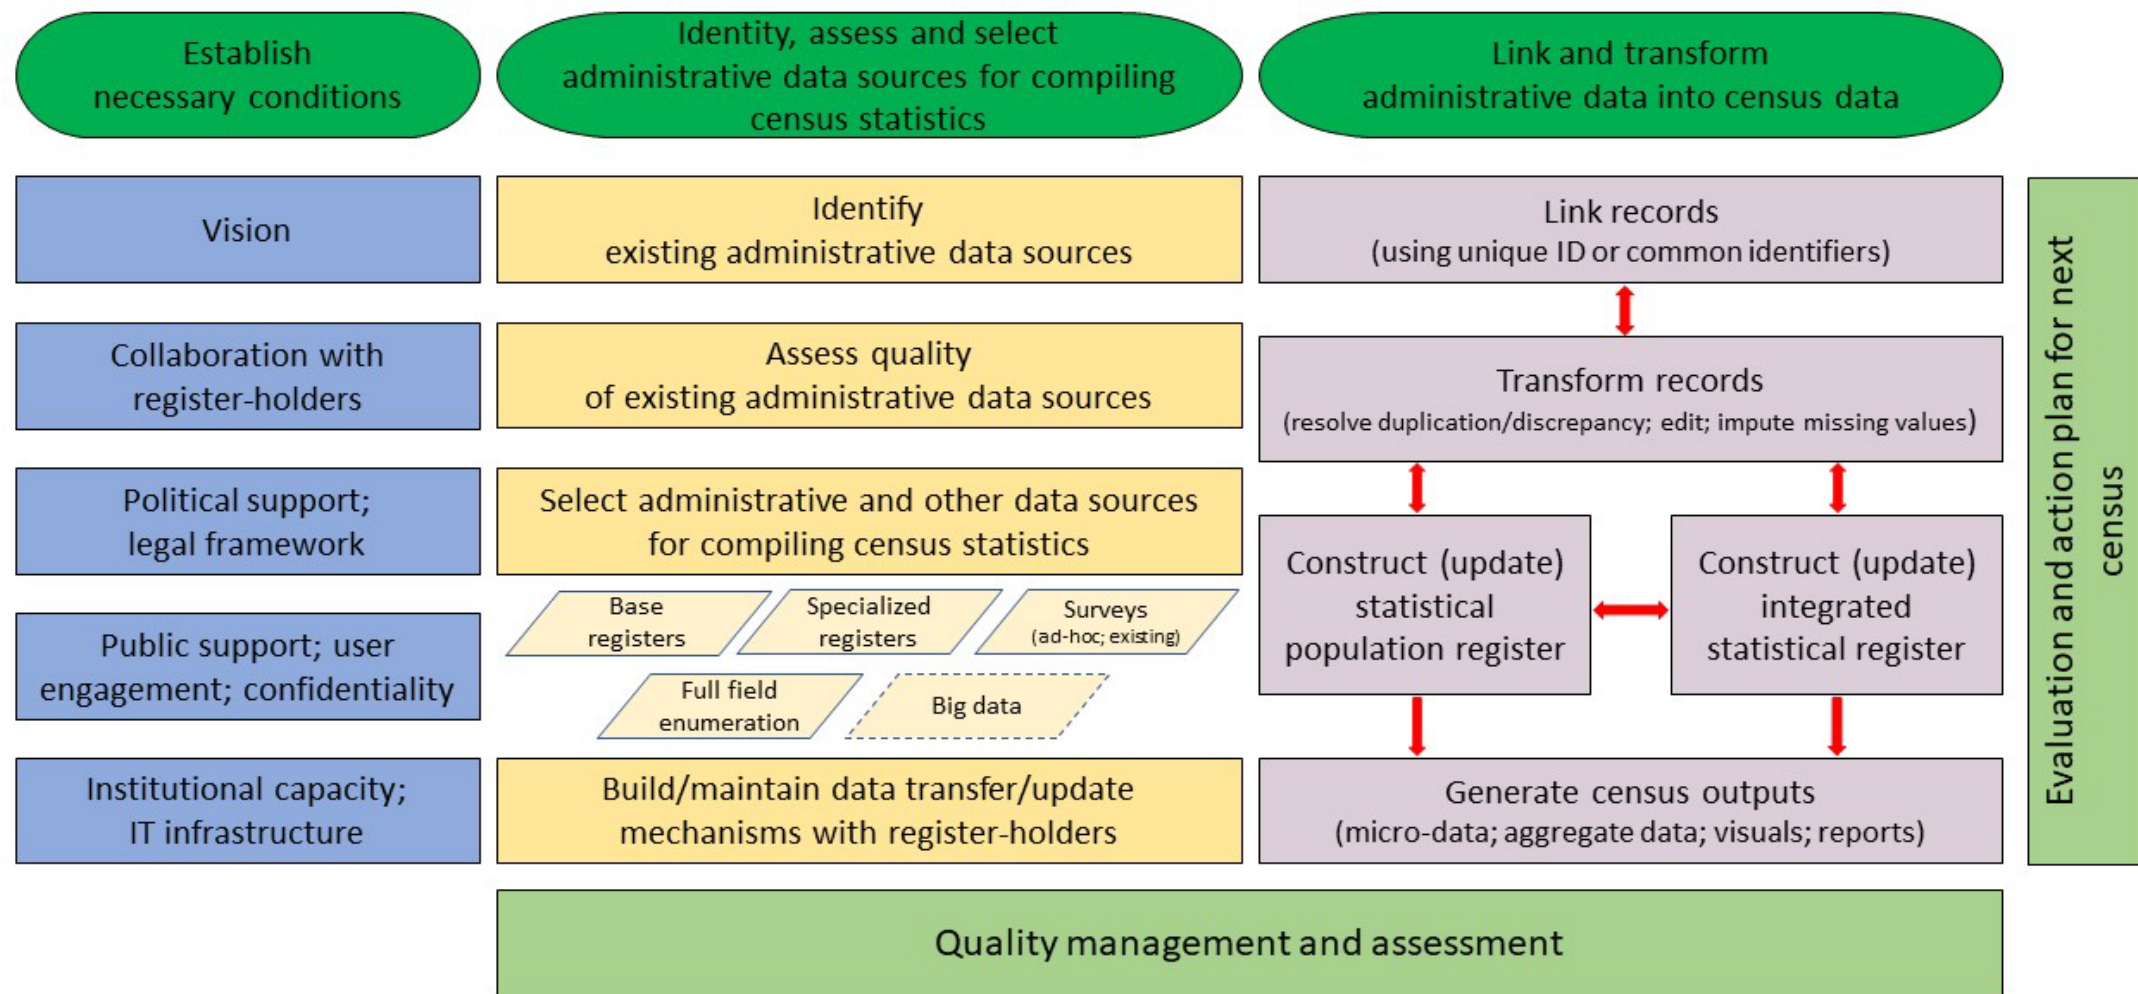 Establish
necessary conditions
Identity, assess and select
administrative data sources for compiling
census statistics
Link and transform
administrative data into census data
Vision
Collaboration with
register-holders
Political support;
legal framework
Public support; user
engagement; confidentiality
Institutional capacity;
IT infrastructure
Identify
existing administrative data sources
Assess quality
of existing administrative data sources
Select administrative and other data sources
for compiling census statistics
Base
registers
Specialized
registers
Surveys
(ad-hoc; existing)
Full field
enumeration
Big data
Build/maintain data transfer/update
mechanisms with register-holders
Link records
(using unique ID or common identifiers)
Transform records
(resolve duplication/discrepancy; edit; impute missing values)
Construct (update)
statistical
population register
Construct (update)
integrated
statistical register
Generate census outputs
(micro-data; aggregate data; visuals; reports)
Evaluation and action plan for next
census
Quality management and assessment